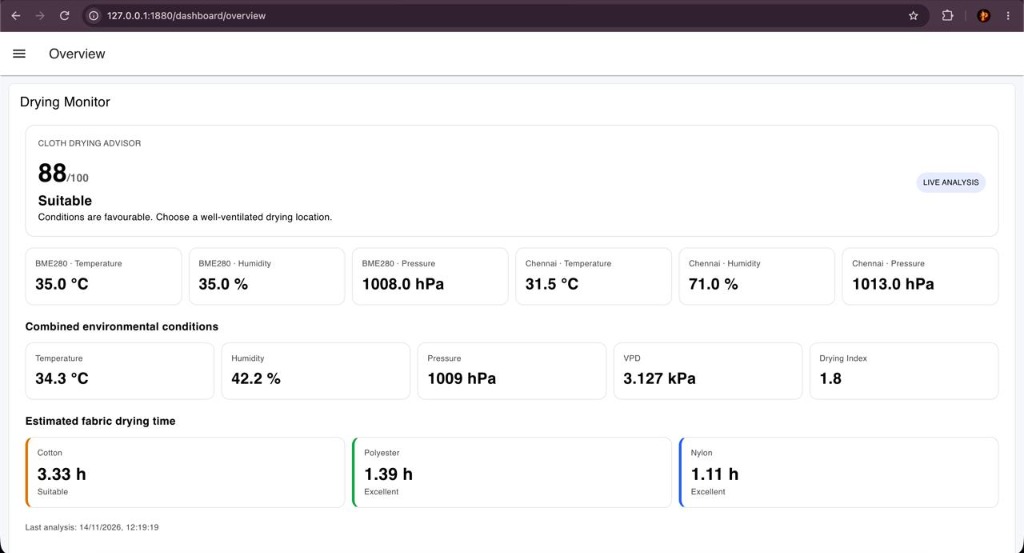 127.0.0.1:1880/dashboard/overview
Overview
Drying Monitor
CLOTH DRYING ADVISOR
88/100
Suitable
Conditions are favourable. Choose a well-ventilated drying location.
LIVE ANALYSIS
BME280 · Temperature
35.0 °C
BME280 · Humidity
35.0 %
BME280 · Pressure
1008.0 hPa
Chennai · Temperature
31.5 °C
Chennai · Humidity
71.0 %
Chennai · Pressure
1013.0 hPa
Combined environmental conditions
Temperature
34.3 °C
Humidity
42.2 %
Pressure
1009 hPa
VPD
3.127 kPa
Drying Index
1.8
Estimated fabric drying time
Cotton
3.33 h
Suitable
Polyester
1.39 h
Excellent
Nylon
1.11 h
Excellent
Last analysis: 14/11/2026, 12:19:19